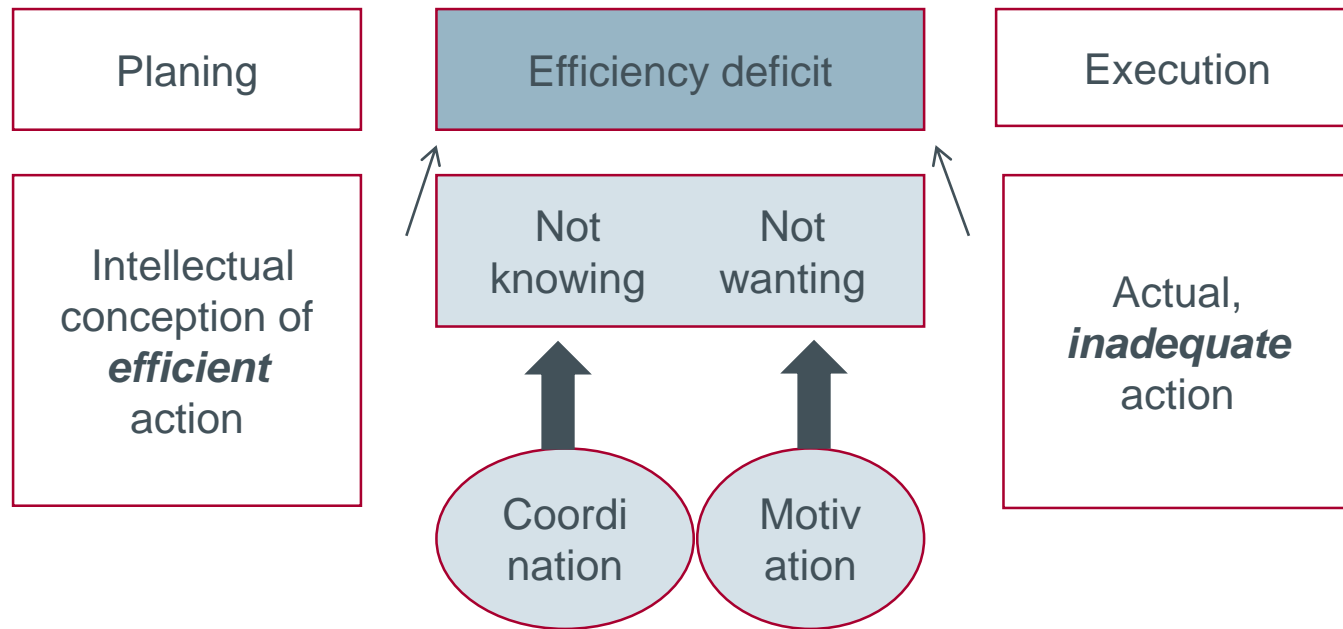 Planing
Efficiency deficit
Execution
Intellectual
conception of
efficient
action
Not
knowing
Not
wanting
Actual,
inadequate
action
Coordi
nation
Motiv
ation